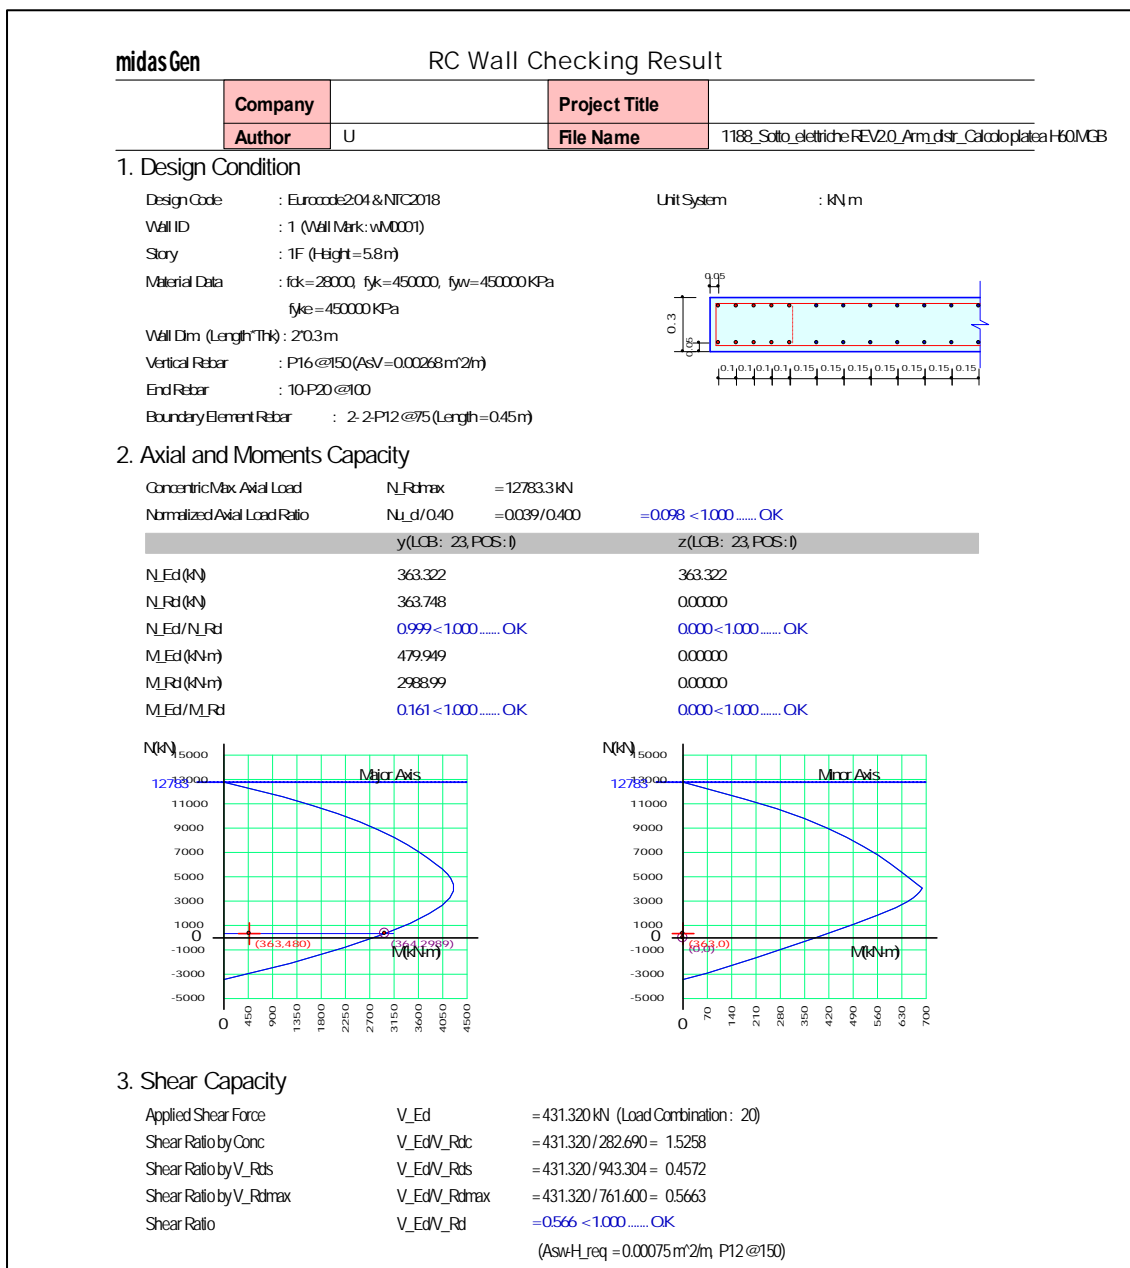 midas Gen RC Wall Checking Result
Company Project Title
Author U File Name 1188_Sotto_elettriche REV2.0_Arm_distr_Calcolo platea H60.MGB
1. Design Condition
Design Code : Eurocode2:04 & NTC2018 Unit System : kN, m
Wall ID : 1 (Wall Mark : wM0001)
Story : 1F (Height = 5.8 m)
Material Data : fck = 28000, fyk = 450000, fyw = 450000 KPa
fyke = 450000 KPa
Wall Dim. (Length*Thk) : 2*0.3 m
Vertical Rebar : P16 @150 (AsV = 0.00268 m^2/m)
End Rebar : 10-P20 @100
Boundary Element Rebar : 2- 2-P12 @75 (Length = 0.45 m)
0.05
0.3
0.05
0.1 0.1 0.1 0.1 0.15 0.15 0.15 0.15 0.15 0.15 0.15
2. Axial and Moments Capacity
Concentric Max. Axial Load N_Rdmax = 12783.3 kN
Normalized Axial Load Ratio Nu_d/0.40 = 0.039 / 0.400 = 0.098 < 1.000 ....... O.K
y (LCB : 23, POS : I) z (LCB : 23, POS : I)
N_Ed (kN) 363.322 363.322
N_Rd (kN) 363.748 0.00000
N_Ed / N_Rd 0.999 < 1.000 ....... O.K 0.000 < 1.000 ....... O.K
M_Ed (kN-m) 479.949 0.00000
M_Rd (kN-m) 2988.99 0.00000
M_Ed / M_Rd 0.161 < 1.000 ....... O.K 0.000 < 1.000 ....... O.K
N(kN)
15000
13000
12783
11000
9000
7000
5000
3000
1000
0
-1000
-3000
-5000
Major Axis
(363,480)
(364,2989)
M(kN-m)
0 450 900 1350 1800 2250 2700 3150 3600 4050 4500
N(kN)
15000
13000
12783
11000
9000
7000
5000
3000
1000
0
-1000
-3000
-5000
Minor Axis
(363,0)
(0,0)
M(kN-m)
0 70 140 210 280 350 420 490 560 630 700
3. Shear Capacity
Applied Shear Force V_Ed = 431.320 kN (Load Combination : 20)
Shear Ratio by Conc V_Ed/V_Rdc = 431.320 / 282.690 = 1.5258
Shear Ratio by V_Rds V_Ed/V_Rds = 431.320 / 943.304 = 0.4572
Shear Ratio by V_Rdmax V_Ed/V_Rdmax = 431.320 / 761.600 = 0.5663
Shear Ratio V_Ed/V_Rd = 0.566 < 1.000 ....... O.K
(Asw-H_req = 0.00075 m^2/m, P12 @150)